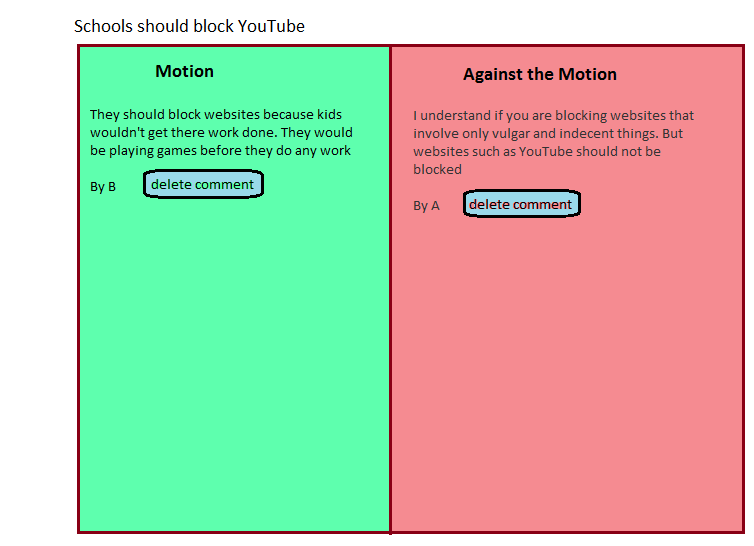 Schools should block YouTube
Motion
They should block websites because kids
wouldn't get there work done. They would
be playing games before they do any work
By B
delete comment
Against the Motion
I understand if you are blocking websites that
involve only vulgar and indecent things. But
websites such as YouTube should not be
blocked
By A
delete comment